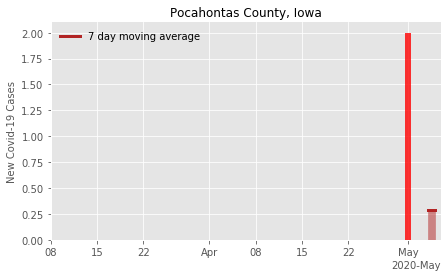 Pocahontas County, Iowa
7 day moving average
New Covid-19 Cases
2.00
1.75
1.50
1.25
1.00
0.75
0.50
0.25
0.00
08 15 22 Apr 08 15 22 May
2020-May